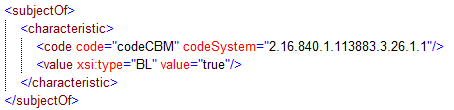 <subjectOf>
<characteristic>
<code code="codeCBM" codeSystem="2.16.840.1.113883.3.26.1.1"/>
<value xsi:type="BL" value="true"/>
</characteristic>
</subjectOf>